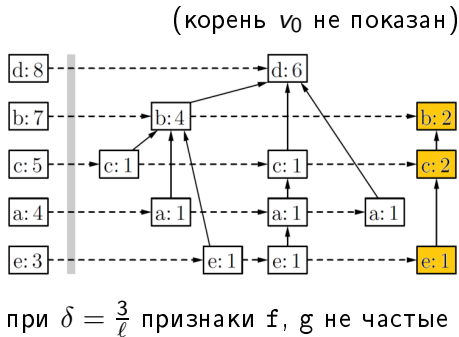 (корень v₀ не показан)
d: 8 d: 6
b: 7 b: 4 b: 2
c: 5 c: 1 c: 1 c: 2
a: 4 a: 1 a: 1 a: 1
e: 3 e: 1 e: 1 e: 1
при δ = 3/ℓ признаки f, g не частые